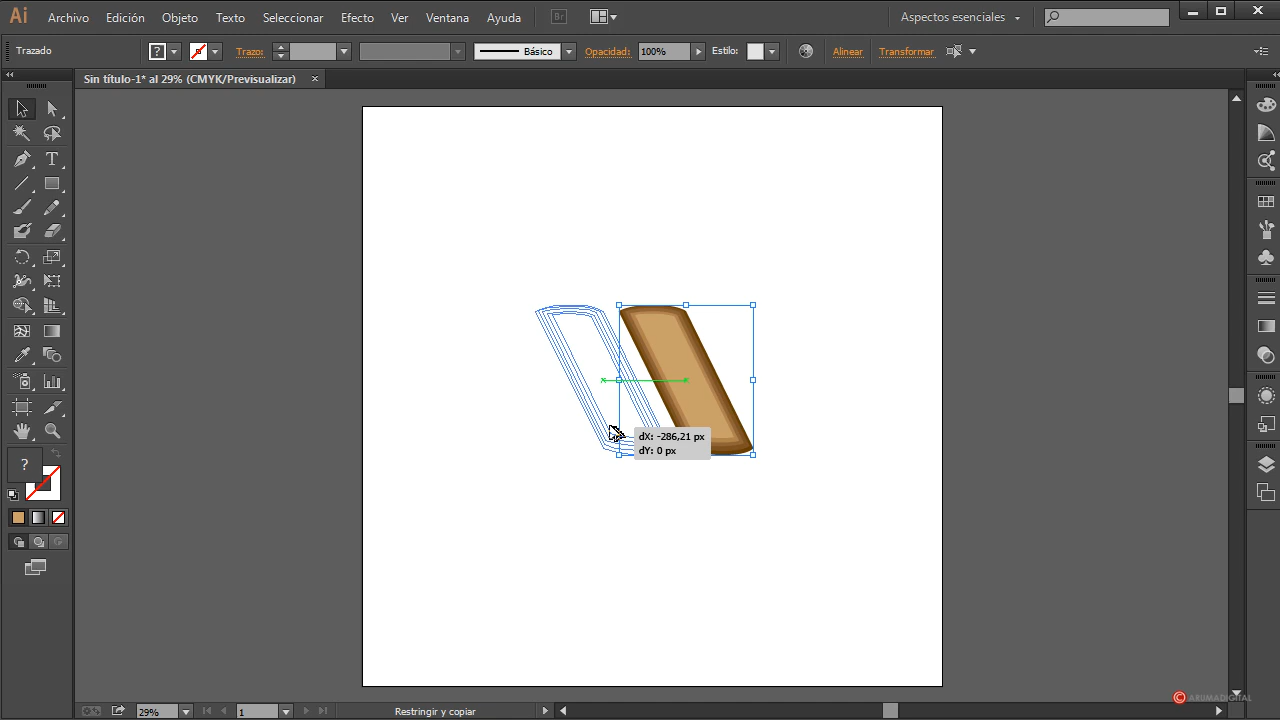 Ai Archivo Edición Objeto Texto Seleccionar Efecto Ver Ventana Ayuda Br Aspectos esenciales
Trazado ? Trazo: Básico Opacidad: 100% Estilo: Alinear Transformar
Sin título-1* al 29% (CMYK/Previsualizar) ×
T
dX: -286,21 px
dY: 0 px
?
© ARUMADIGITAL
29% 1 Restringir y copiar